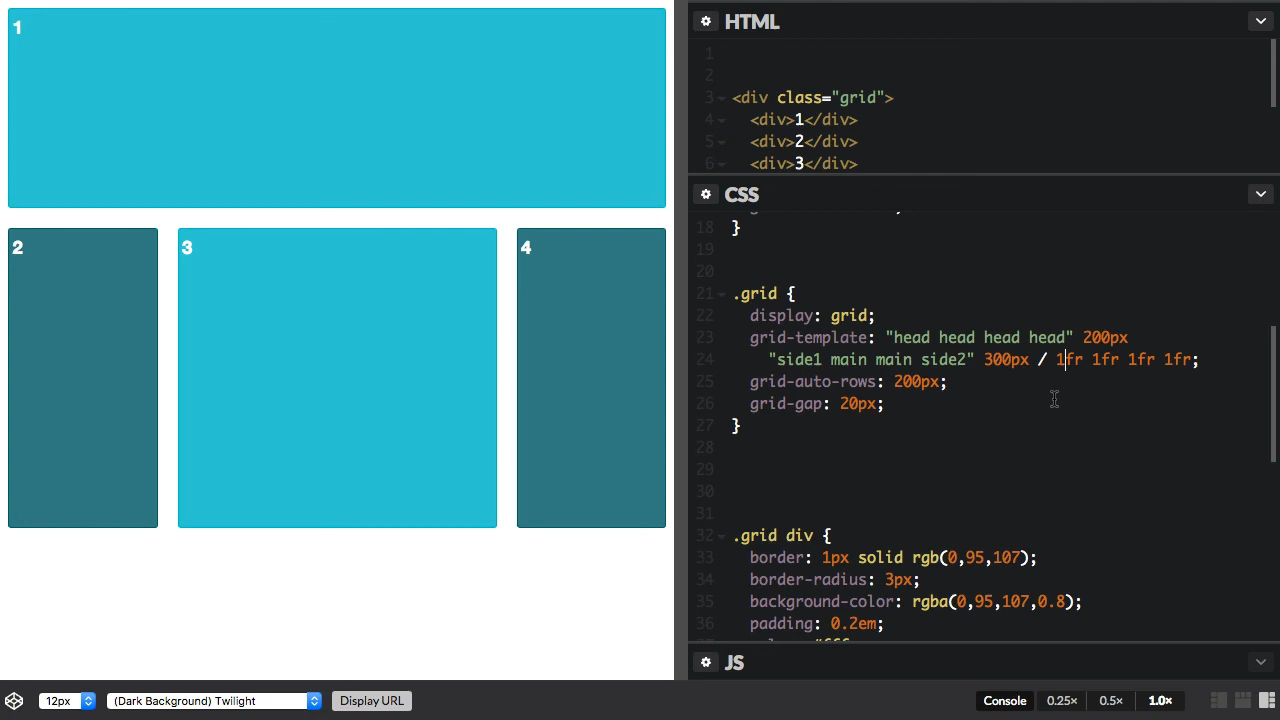 1
2
3
4
HTML
1
2
3 <div class="grid">
4 <div>1</div>
5 <div>2</div>
6 <div>3</div>
CSS
18 }
19
20
21 .grid {
22 display: grid;
23 grid-template: "head head head head" 200px
24 "side1 main main side2" 300px / 1fr 1fr 1fr 1fr;
25 grid-auto-rows: 200px;
26 grid-gap: 20px;
27 }
28
29
30
31
32 .grid div {
33 border: 1px solid rgb(0,95,107);
34 border-radius: 3px;
35 background-color: rgba(0,95,107,0.8);
36 padding: 0.2em;
JS
12px (Dark Background) Twilight Display URL Console 0.25× 0.5× 1.0×